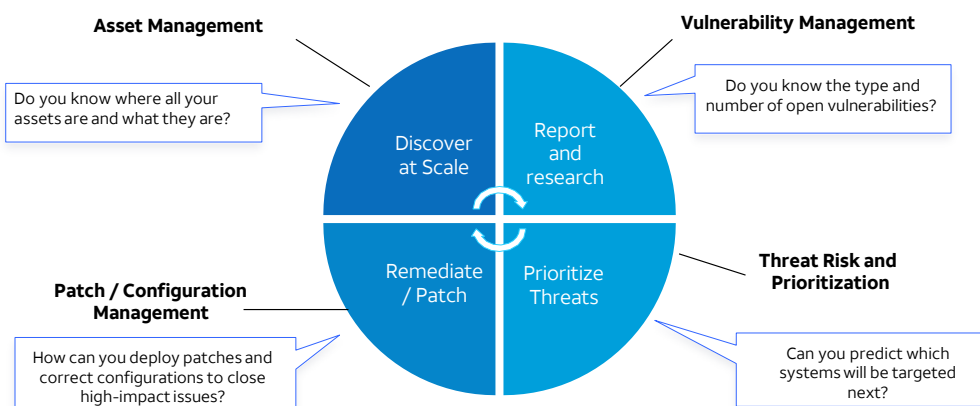 Asset Management
Vulnerability Management
Do you know where all your
assets are and what they are?
Do you know the type and
number of open vulnerabilities?
Discover
at Scale
Report
and
research
Remediate
/ Patch
Prioritize
Threats
Patch / Configuration
Management
Threat Risk and
Prioritization
How can you deploy patches and
correct configurations to close
high-impact issues?
Can you predict which
systems will be targeted
next?